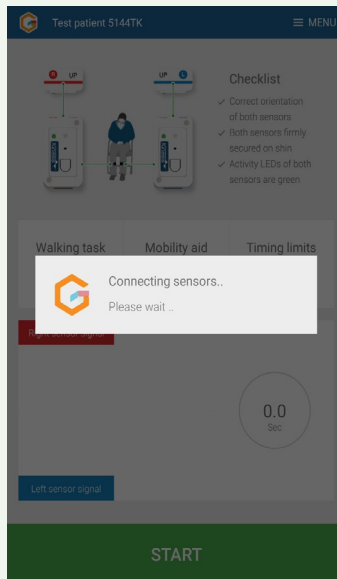 Test patient 5144TK
MENU
UP
UP
Checklist
Correct orientation
of both sensors
Both sensors firmly
secured on shin
Activity LEDs of both
sensors are green
Walking task
Mobility aid
Timing limits
Connecting sensors..
Please wait ..
Right sensor signal
0.0
Sec
Left sensor signal
START